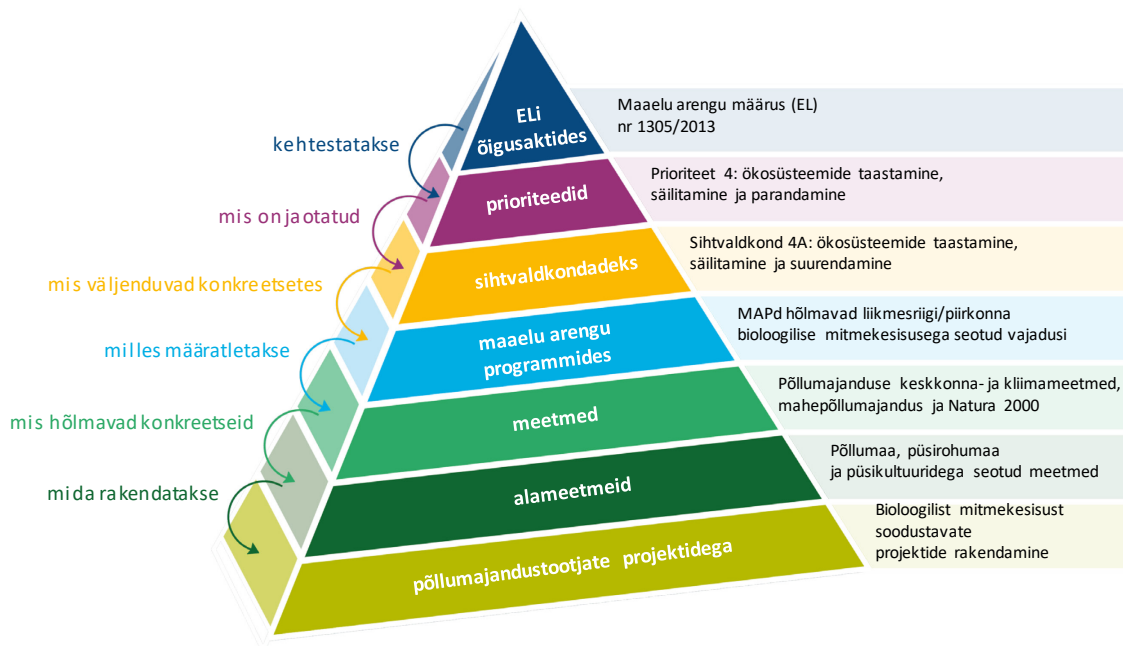 ELi
õigusaktides
Maaelu arengu määrus (EL)
nr 1305/2013
kehtestatakse
prioriteedid
Prioriteet 4: ökosüsteemide taastamine,
säilitamine ja parandamine
mis on jaotatud
sihtvaldkondadeks
Sihtvaldkond 4A: ökosüsteemide taastamine,
säilitamine ja suurendamine
mis väljenduvad konkreetsetes
maaelu arengu
programmides
MAPd hõlmavad liikmesriigi/piirkonna
bioloogilise mitmekesisusega seotud vajadusi
milles määratletakse
meetmed
Põllumajanduse keskkonna- ja kliimameetmed,
mahepõllumajandus ja Natura 2000
mis hõlmavad konkreetseid
alameetmeid
Põllumaa, püsirohumaa
ja püsikultuuridega seotud meetmed
mida rakendatakse
põllumajandustootjate projektidega
Bioloogilist mitmekesisust
soodustavate
projektide rakendamine